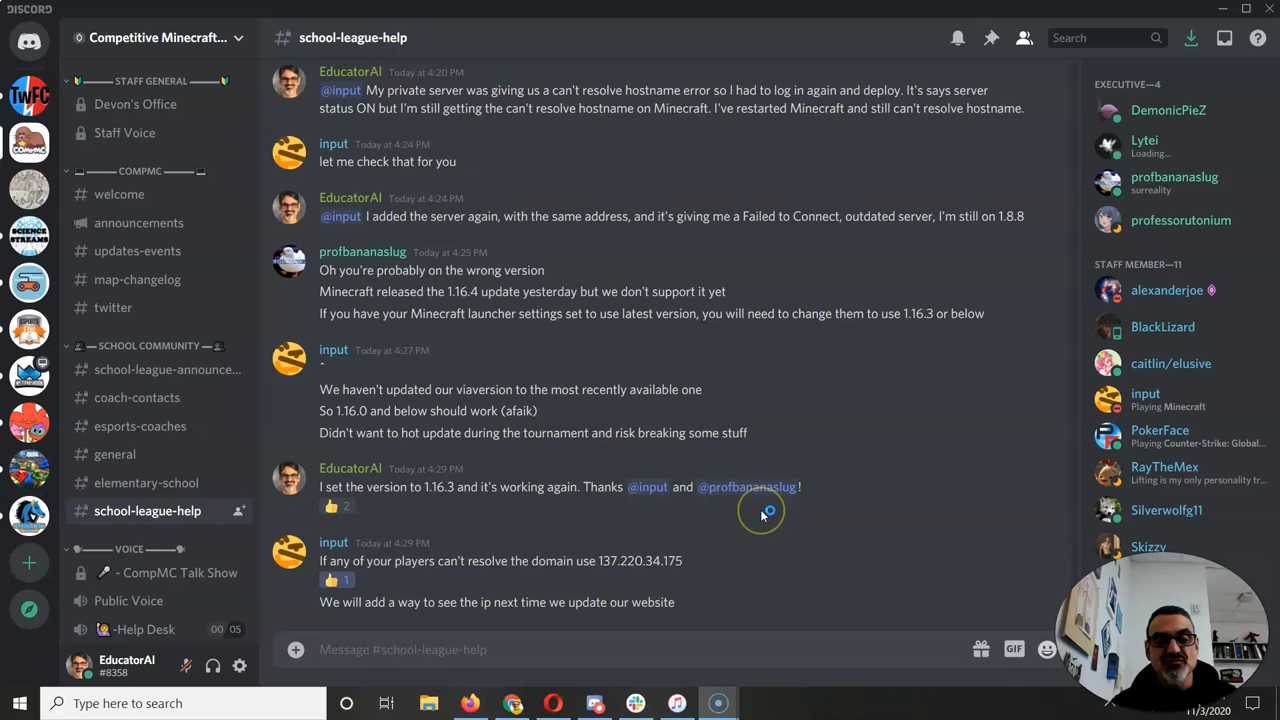 DISCORD
Competitive Minecraft...
STAFF GENERAL
Devon's Office
Staff Voice
COMPMC
welcome
announcements
updates-events
map-changelog
twitter
SCHOOL COMMUNITY
school-league-announce...
coach-contacts
esports-coaches
general
elementary-school
school-league-help
VOICE
- CompMC Talk Show
Public Voice
-Help Desk 00 05
EducatorAI
#8358
school-league-help
Search
EducatorAI Today at 4:20 PM
@input My private server was giving us a can't resolve hostname error so I had to log in again and deploy. It's says server
status ON but I'm still getting the can't resolve hostname on Minecraft. I've restarted Minecraft and still can't resolve hostname.
input Today at 4:24 PM
let me check that for you
EducatorAI Today at 4:24 PM
@input I added the server again, with the same address, and it's giving me a Failed to Connect, outdated server, I'm still on 1.8.8
profbananaslug Today at 4:25 PM
Oh you're probably on the wrong version
Minecraft released the 1.16.4 update yesterday but we don't support it yet
If you have your Minecraft launcher settings set to use latest version, you will need to change them to use 1.16.3 or below
input Today at 4:27 PM
^
We haven't updated our viaversion to the most recently available one
So 1.16.0 and below should work (afaik)
Didn't want to hot update during the tournament and risk breaking some stuff
EducatorAI Today at 4:29 PM
I set the version to 1.16.3 and it's working again. Thanks @input and @profbananaslug!
2
input Today at 4:29 PM
If any of your players can't resolve the domain use 137.220.34.175
1
We will add a way to see the ip next time we update our website
Message #school-league-help
GIF
EXECUTIVE—4
DemonicPieZ
Lytei
Loading...
profbananaslug
surreality
professorutonium
STAFF MEMBER—11
alexanderjoe
BlackLizard
caitlin/elusive
input
Playing Minecraft
PokerFace
Playing Counter-Strike: Global...
RayTheMex
Lifting is my only personality tr...
Silverwolfg11
Skizzy
Type here to search
11/3/2020
TWFC
COMPMC
SCIENCE
STREAMS
ESPORTS